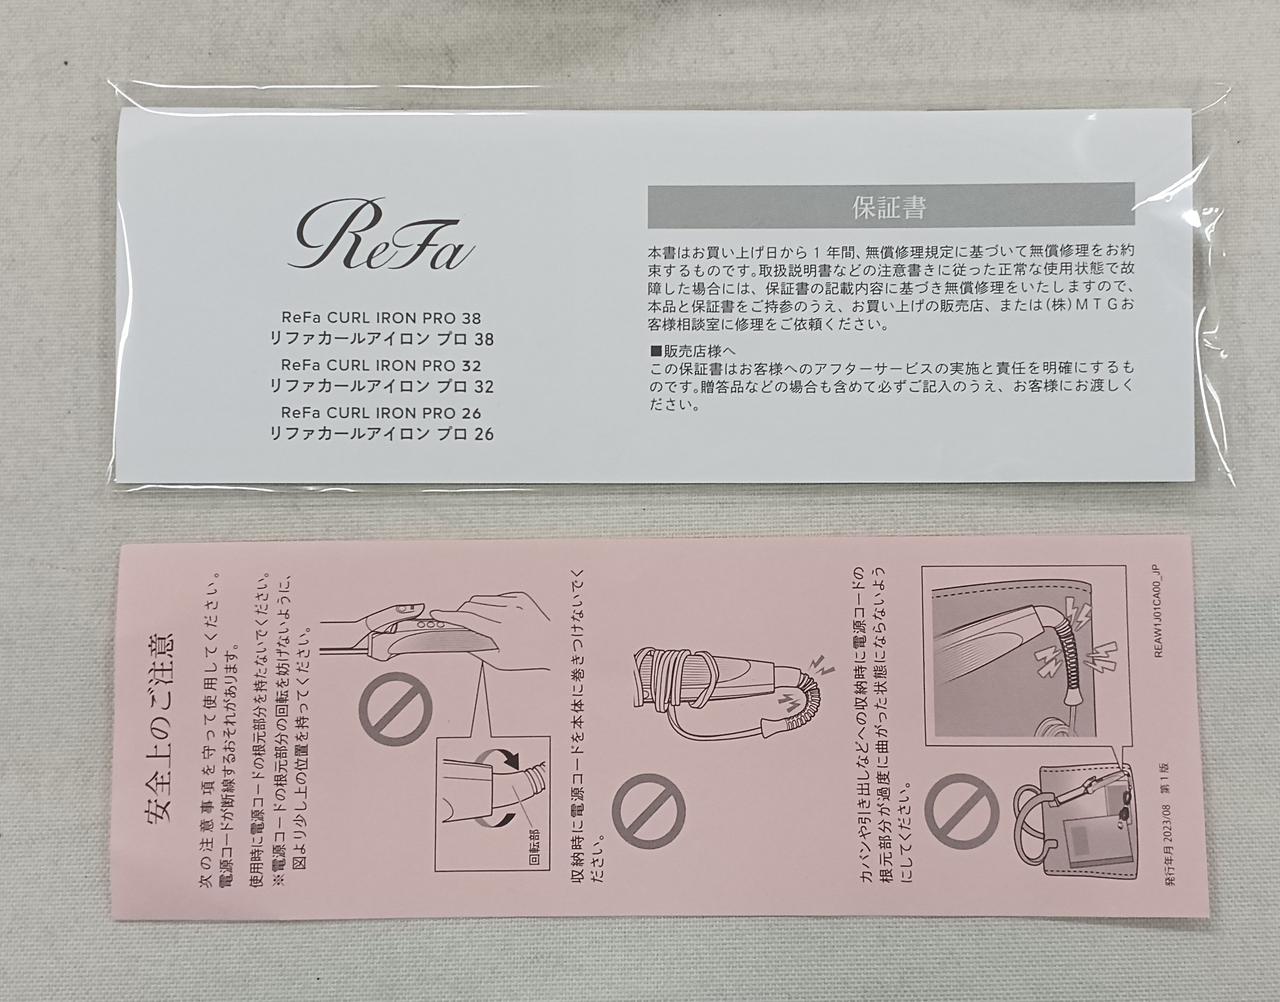 ReFa
ReFa CURL IRON PRO 38
リファカールアイロン プロ 38
ReFa CURL IRON PRO 32
リファカールアイロン プロ 32
ReFa CURL IRON PRO 26
リファカールアイロン プロ 26
保証書
本書はお買い上げ日から1年間、無償修理規定に基づいて無償修理をお約
束するものです。取扱説明書などの注意書きに従った正常な使用状態で故
障した場合には、保証書の記載内容に基づき無償修理をいたしますので、
本品と保証書をご持参のうえ、お買い上げの販売店、または(株)MTGお
客様相談室に修理をご依頼ください。
■販売店様へ
この保証書はお客様へのアフターサービスの実施と責任を明確にするも
のです。贈答品などの場合も含めて必ずご記入のうえ、お客様にお渡しく
ださい。
安全上のご注意
次の注意事項を守って使用してください。
電源コードが断線するおそれがあります。
使用時に電源コードの根元部分を持たないでください。
※電源コードの根元部分の回転を妨げないように、
図より少し上の位置を持ってください。
回転部
収納時に電源コードを本体に巻きつけないでく
ださい。
カバンや引き出しなどへの収納時に電源コードの
根元部分が過度に曲がった状態にならないよう
にしてください。
発行年月 2023/08 第1版
REAW1J01CA00_JP